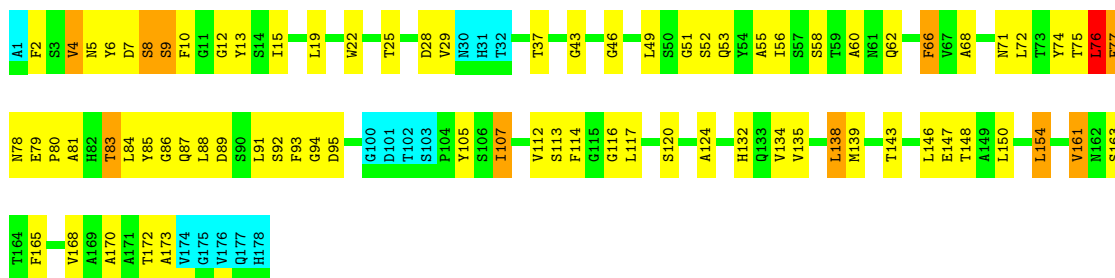 A1 F2 S3 V4 N5 Y6 D7 S8 S9 F10 G11 G12 Y13 S14 I15 L19 W22 T25 D28 V29 N30 H31 T32 T37 G43 G46 L49 S50 G51 S52 Q53 Y54 A55 I56 S57 S58 T59 A60 N61 Q62 F66 V67 A68 N71 L72 T73 Y74 T75 L76 F77
N78 E79 P80 A81 H82 T83 L84 Y85 G86 Q87 L88 D89 S90 L91 S92 F93 G94 D95 G100 D101 T102 S103 P104 Y105 S106 I107 V112 S113 F114 G115 G116 L117 S120 A124 H132 Q133 V134 V135 L138 M139 T143 L146 E147 T148 A149 L150 L154 V161 N162 S163
T164 F165 V168 A169 A170 A171 T172 A173 V174 G175 V176 Q177 H178